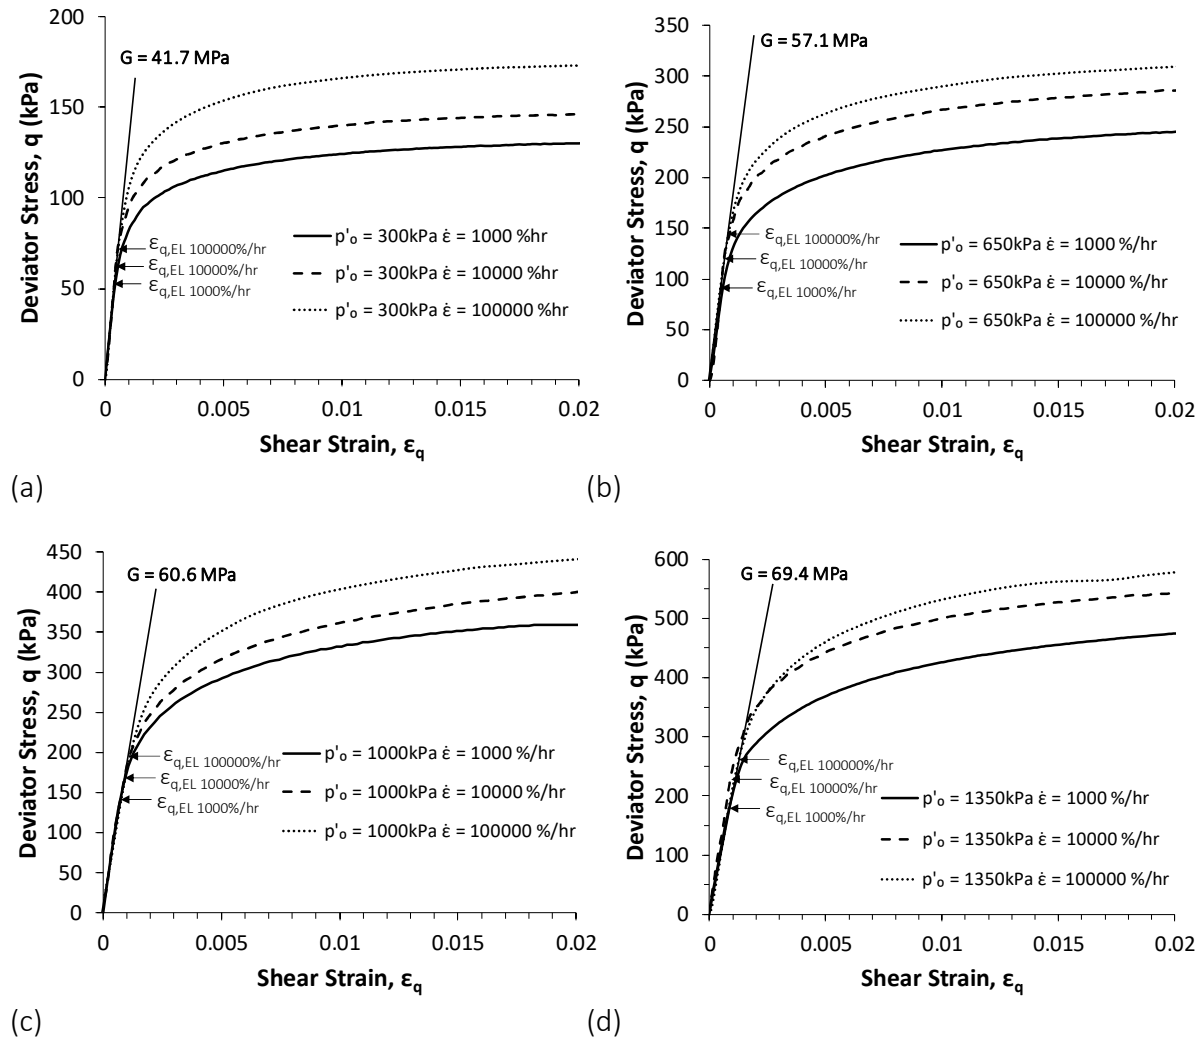 G = 41.7 MPa
Deviator Stress, q (kPa)
200
150
100
50
0
0 0.005 0.01 0.015 0.02
Shear Strain, εq
εq,EL 100000%/hr
εq,EL 10000%/hr
εq,EL 1000%/hr
p'o = 300kPa ε̇ = 1000 %hr
p'o = 300kPa ε̇ = 10000 %hr
p'o = 300kPa ε̇ = 100000 %hr
(a)
G = 57.1 MPa
Deviator Stress, q (kPa)
350
300
250
200
150
100
50
0
0 0.005 0.01 0.015 0.02
Shear Strain, εq
εq,EL 100000%/hr
εq,EL 10000%/hr
εq,EL 1000%/hr
p'o = 650kPa ε̇ = 1000 %/hr
p'o = 650kPa ε̇ = 10000 %/hr
p'o = 650kPa ε̇ = 100000 %/hr
(b)
G = 60.6 MPa
Deviator Stress, q (kPa)
450
400
350
300
250
200
150
100
50
0
0 0.005 0.01 0.015 0.02
Shear Strain, εq
εq,EL 100000%/hr
εq,EL 10000%/hr
εq,EL 1000%/hr
p'o = 1000kPa ε̇ = 1000 %/hr
p'o = 1000kPa ε̇ = 10000 %/hr
p'o = 1000kPa ε̇ = 100000 %/hr
(c)
G = 69.4 MPa
Deviator Stress, q (kPa)
600
500
400
300
200
100
0
0 0.005 0.01 0.015 0.02
Shear Strain, εq
εq,EL 100000%/hr
εq,EL 10000%/hr
εq,EL 1000%/hr
p'o = 1350kPa ε̇ = 1000 %/hr
p'o = 1350kPa ε̇ = 10000 %/hr
p'o = 1350kPa ε̇ = 100000 %/hr
(d)